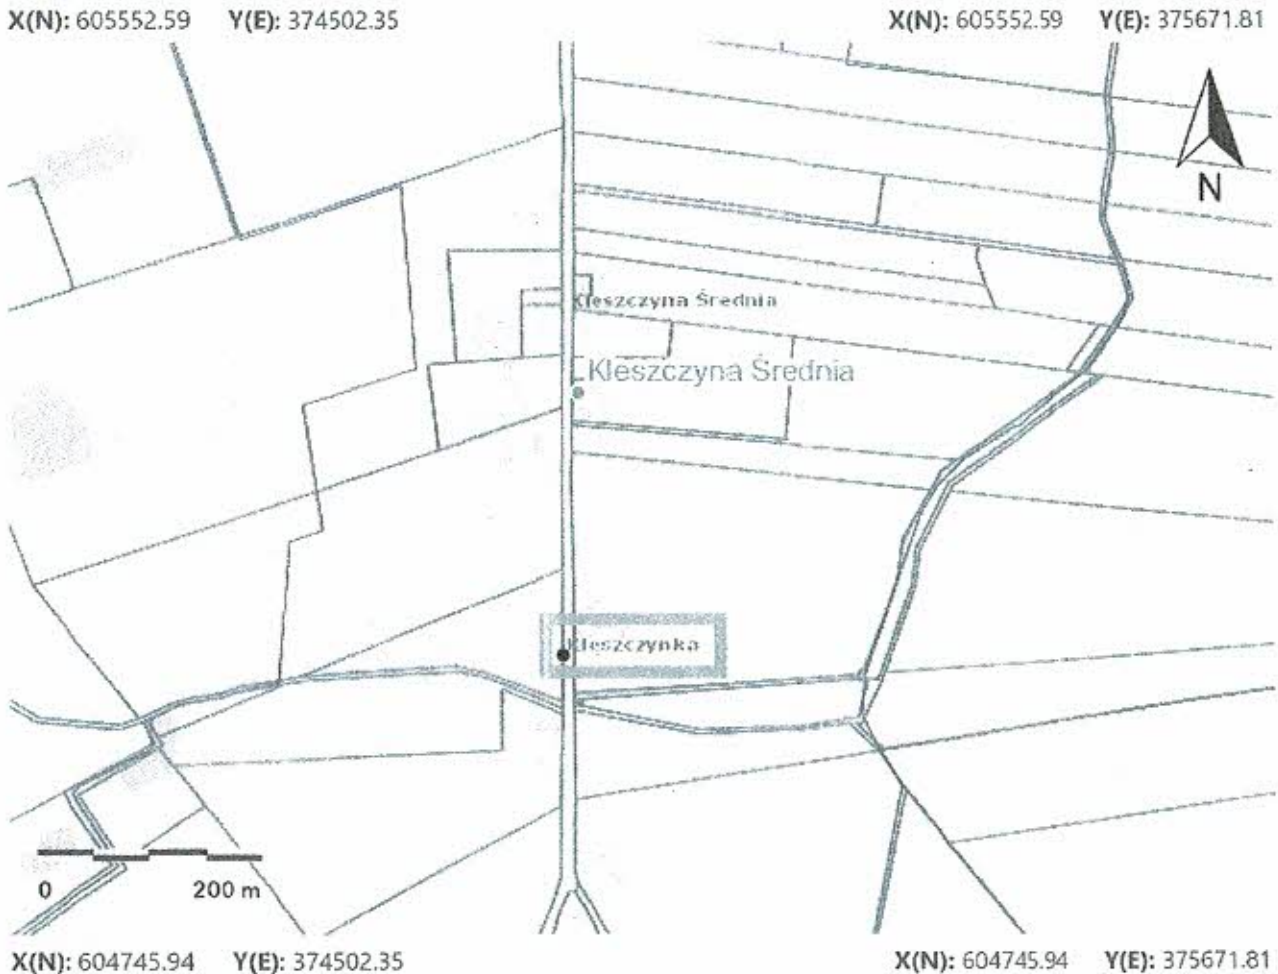 X(N): 605552.59 Y(E): 374502.35
X(N): 605552.59 Y(E): 375671.81
N
Kleszczyna Średnia
Kleszczyna Średnia
Kleszczynka
0 200 m
X(N): 604745.94 Y(E): 374502.35
X(N): 604745.94 Y(E): 375671.81